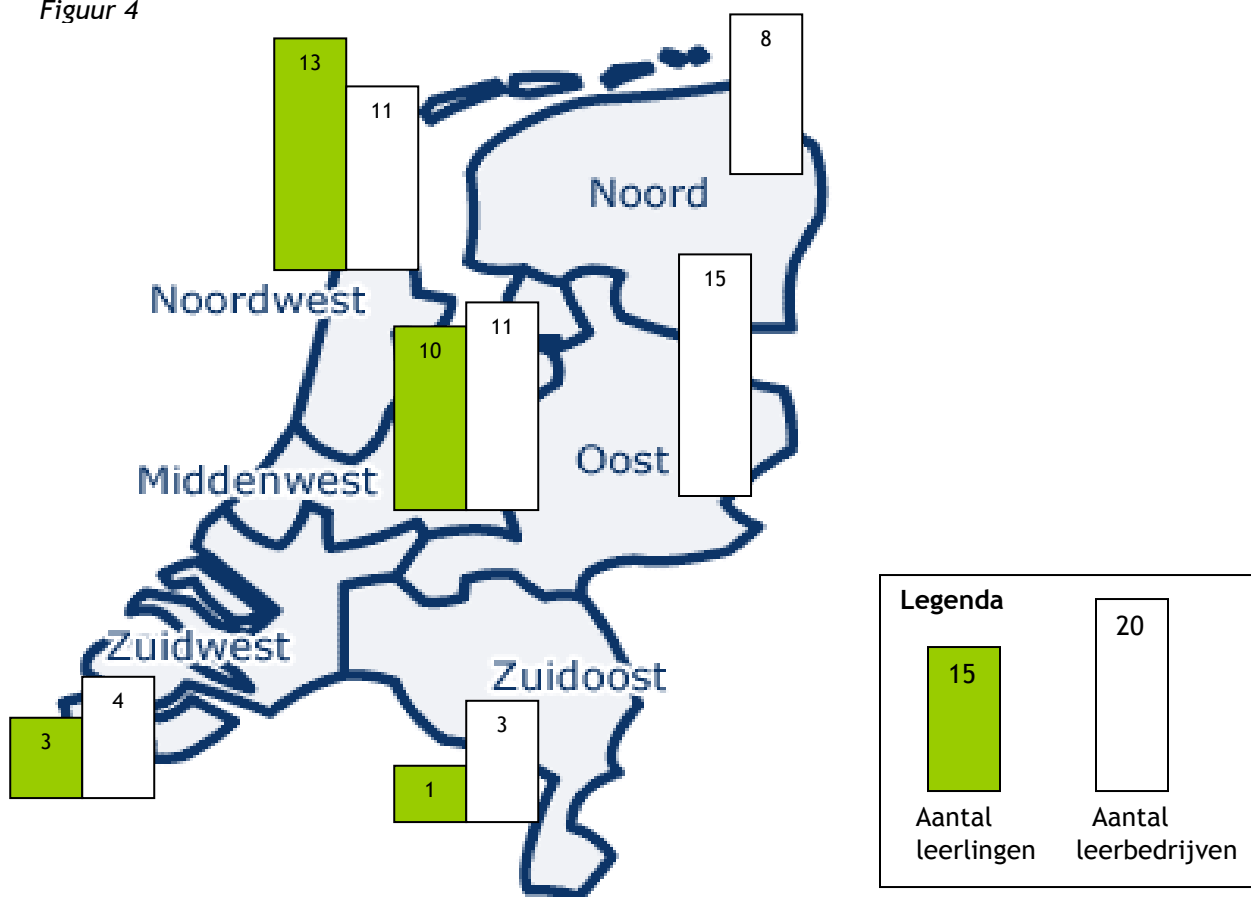 Figuur 4
8
13
11
Noord
15
Noordwest
11
10
Oost
Middenwest
Legenda
20
15
Zuidwest
Zuidoost
4
3
3
1
Aantal leerlingen
Aantal leerbedrijven